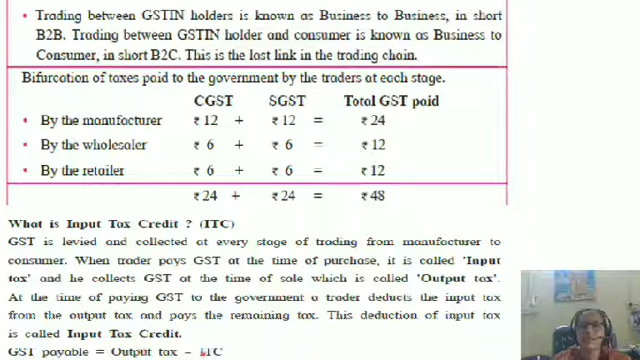 • Trading between GSTIN holders is known as Business to Business, in short
B2B. Trading between GSTIN holder and consumer is known as Business to
Consumer, in short B2C. This is the last link in the trading chain.
Bifurcation of taxes paid to the government by the traders at each stage.
CGST SGST Total GST paid
• By the manufacturer ₹ 12 + ₹ 12 = ₹ 24
• By the wholesaler ₹ 6 + ₹ 6 = ₹ 12
• By the retailer ₹ 6 + ₹ 6 = ₹ 12
₹ 24 + ₹ 24 = ₹ 48
What is Input Tax Credit ? (ITC)
GST is levied and collected at every stage of trading from manufacturer to
consumer. When trader pays GST at the time of purchase, it is called 'Input
tax' and he collects GST at the time of sale which is called 'Output tax'.
At the time of paying GST to the government a trader deducts the input tax
from the output tax and pays the remaining tax. This deduction of input tax
is called Input Tax Credit.
GST payable = Output tax – ITC